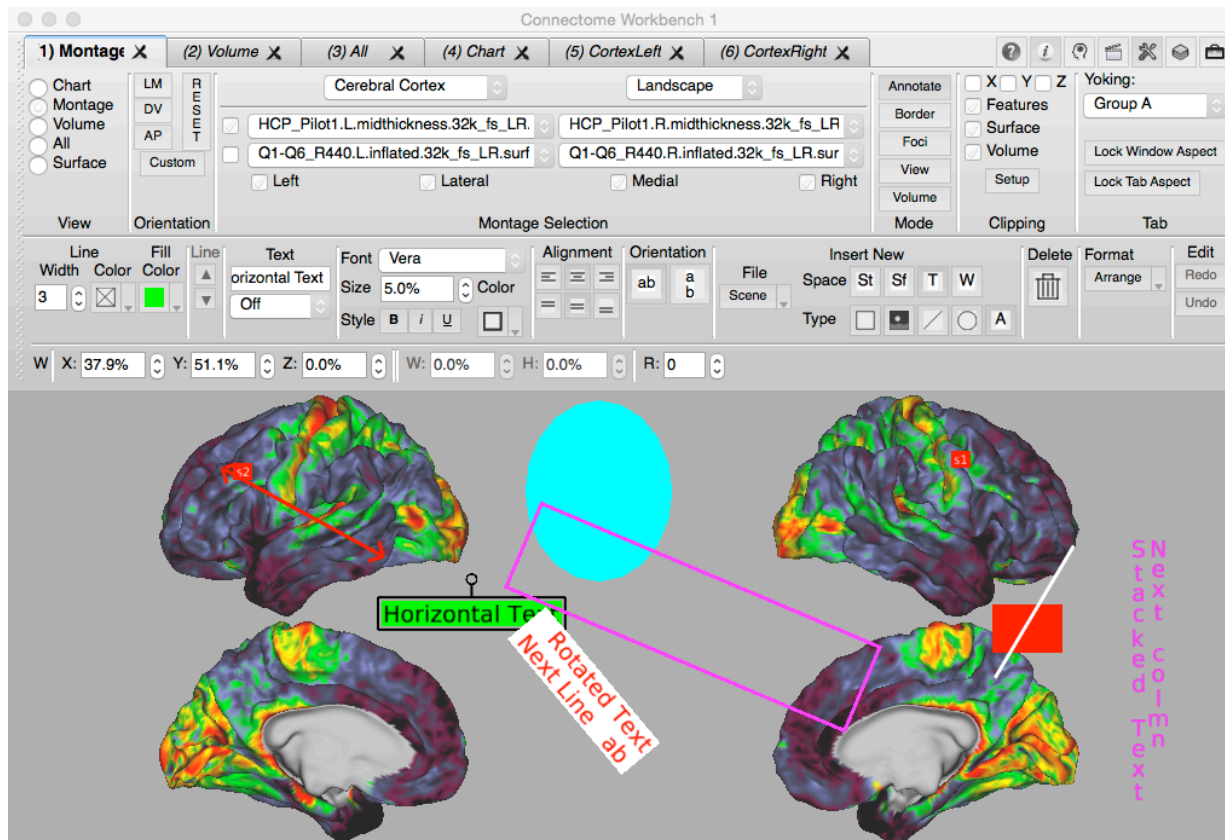 Connectome Workbench 1
1) Montage (2) Volume (3) All (4) Chart (5) CortexLeft (6) CortexRight
Chart
Montage
Volume
All
Surface
View
LM
DV
AP
RESET
Custom
Orientation
Cerebral Cortex Landscape
HCP_Pilot1.L.midthickness.32k_fs_LR. HCP_Pilot1.R.midthickness.32k_fs_LR
Q1-Q6_R440.L.inflated.32k_fs_LR.surf Q1-Q6_R440.R.inflated.32k_fs_LR.sur
Left Lateral Medial Right
Montage Selection
Annotate
Border
Foci
View
Volume
Mode
X Y Z
Features
Surface
Volume
Setup
Clipping
Yoking:
Group A
Lock Window Aspect
Lock Tab Aspect
Tab
Line
Width Color
3
Fill
Color
Line
Text
orizontal Text
Off
Font Vera
Size 5.0% Color
Style B i U
Alignment
Orientation
ab
a
b
File
Scene
Insert New
Space St Sf T W
Type A
Delete
Format
Arrange
Edit
Redo
Undo
W X: 37.9% Y: 51.1% Z: 0.0% W: 0.0% H: 0.0% R: 0
s2
s1
Horizontal Text
Rotated Text
Next Line ab
Stacked Text
Next colmn